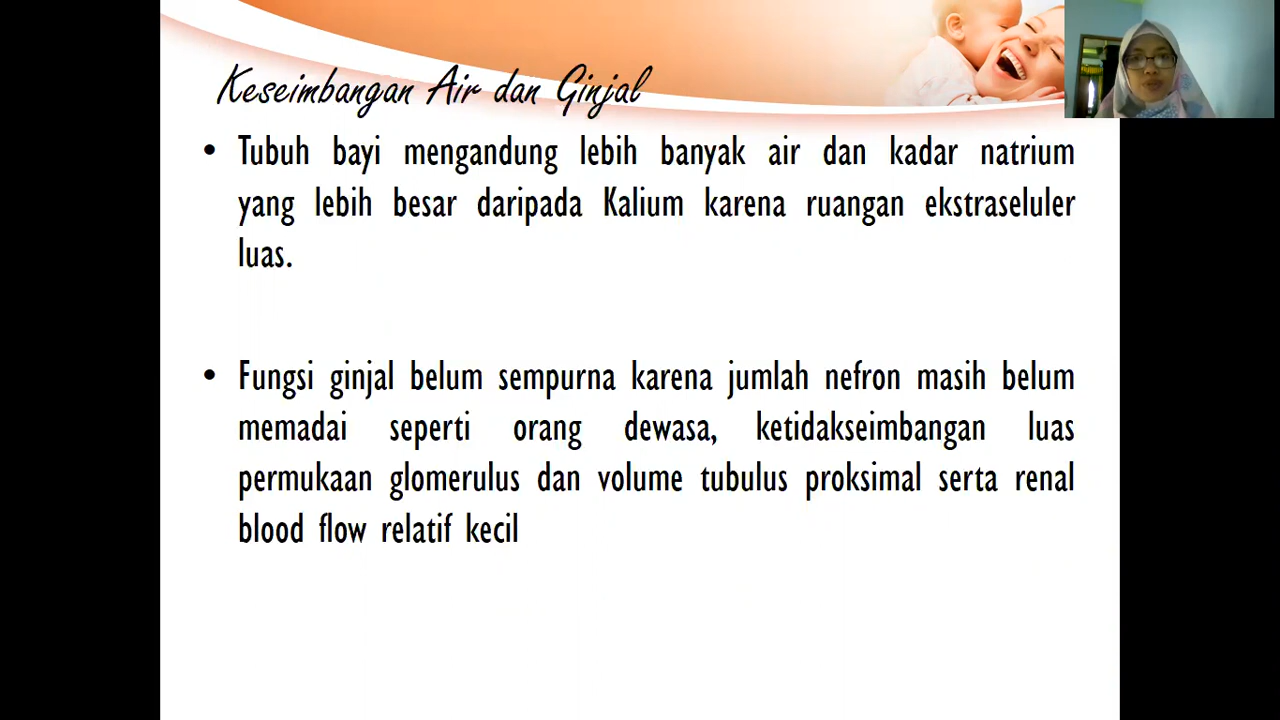 Keseimbangan Air dan Ginjal
• Tubuh bayi mengandung lebih banyak air dan kadar natrium
yang lebih besar daripada Kalium karena ruangan ekstraseluler
luas.
• Fungsi ginjal belum sempurna karena jumlah nefron masih belum
memadai seperti orang dewasa, ketidakseimbangan luas
permukaan glomerulus dan volume tubulus proksimal serta renal
blood flow relatif kecil